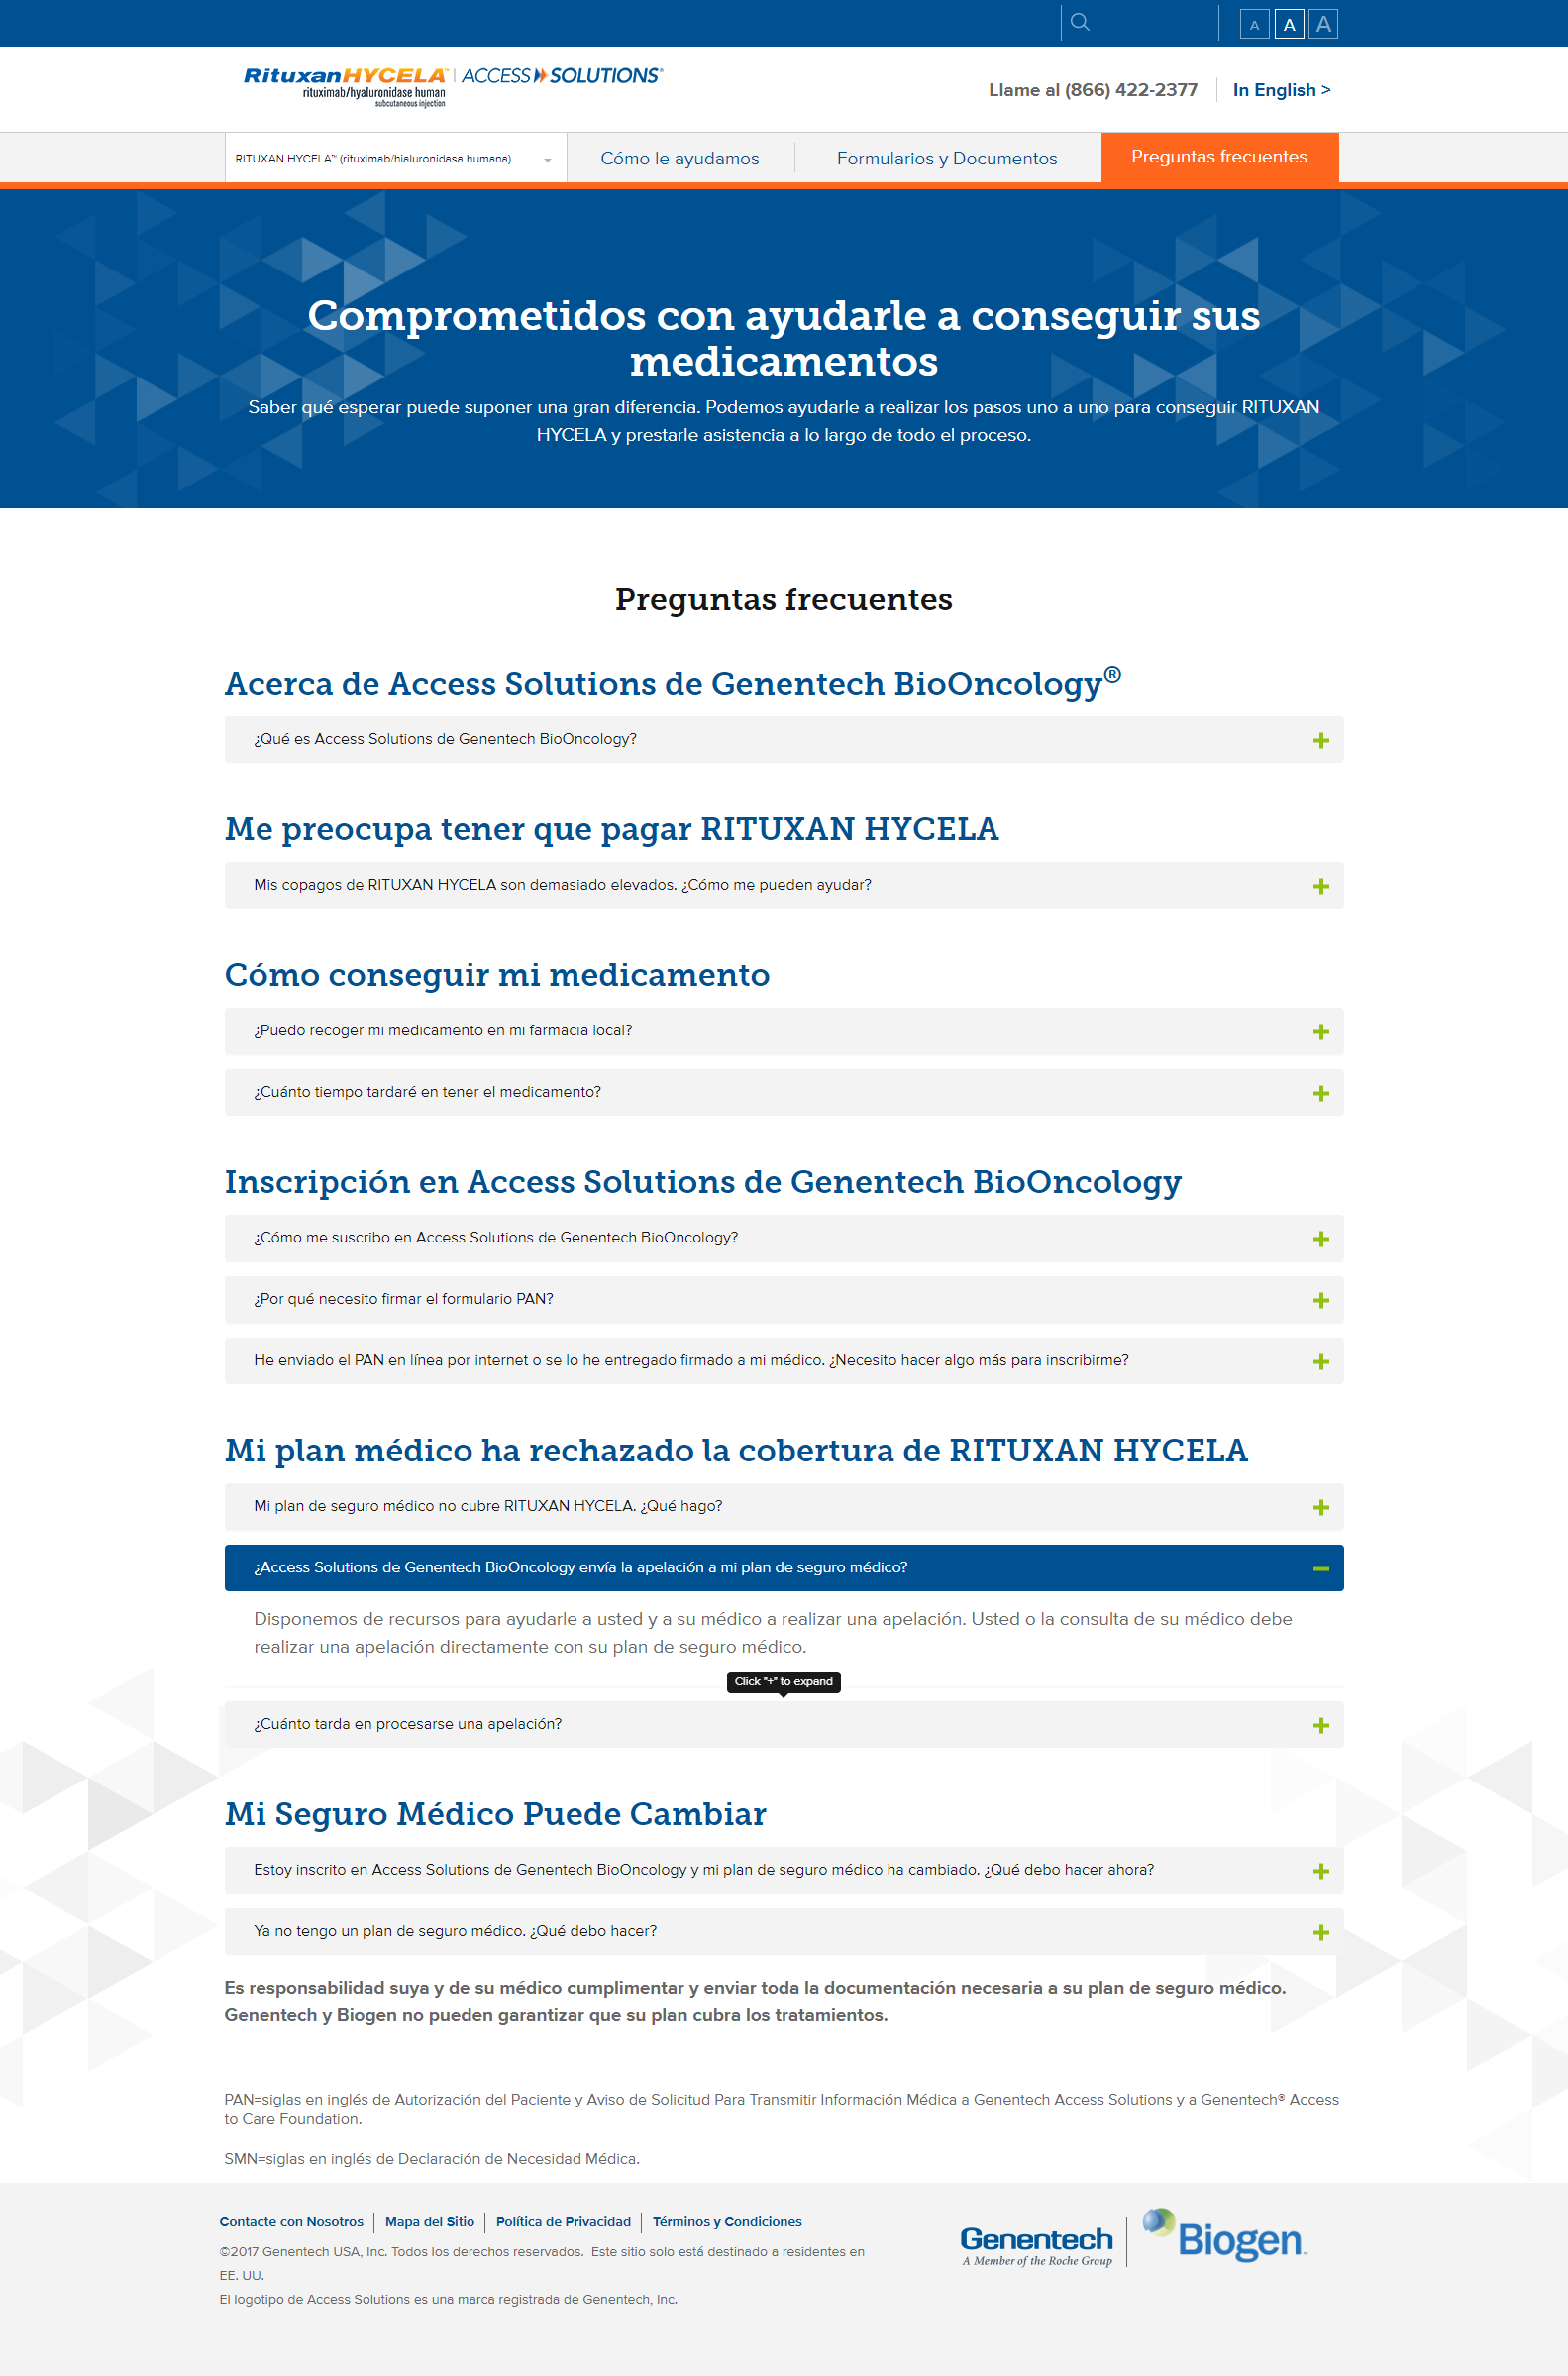 A A A
RituxanHYCELA™ | ACCESS SOLUTIONS®
rituximab/hyaluronidase human
subcutaneous injection
Llame al (866) 422-2377
In English >
RITUXAN HYCELA™ (rituximab/hialuronidasa humana)
Cómo le ayudamos
Formularios y Documentos
Preguntas frecuentes
Comprometidos con ayudarle a conseguir sus
medicamentos
Saber qué esperar puede suponer una gran diferencia. Podemos ayudarle a realizar los pasos uno a uno para conseguir RITUXAN
HYCELA y prestarle asistencia a lo largo de todo el proceso.
Preguntas frecuentes
Acerca de Access Solutions de Genentech BioOncology®
¿Qué es Access Solutions de Genentech BioOncology?
Me preocupa tener que pagar RITUXAN HYCELA
Mis copagos de RITUXAN HYCELA son demasiado elevados. ¿Cómo me pueden ayudar?
Cómo conseguir mi medicamento
¿Puedo recoger mi medicamento en mi farmacia local?
¿Cuánto tiempo tardaré en tener el medicamento?
Inscripción en Access Solutions de Genentech BioOncology
¿Cómo me suscribo en Access Solutions de Genentech BioOncology?
¿Por qué necesito firmar el formulario PAN?
He enviado el PAN en línea por internet o se lo he entregado firmado a mi médico. ¿Necesito hacer algo más para inscribirme?
Mi plan médico ha rechazado la cobertura de RITUXAN HYCELA
Mi plan de seguro médico no cubre RITUXAN HYCELA. ¿Qué hago?
¿Access Solutions de Genentech BioOncology envía la apelación a mi plan de seguro médico?
Disponemos de recursos para ayudarle a usted y a su médico a realizar una apelación. Usted o la consulta de su médico debe
realizar una apelación directamente con su plan de seguro médico.
Click "+" to expand
¿Cuánto tarda en procesarse una apelación?
Mi Seguro Médico Puede Cambiar
Estoy inscrito en Access Solutions de Genentech BioOncology y mi plan de seguro médico ha cambiado. ¿Qué debo hacer ahora?
Ya no tengo un plan de seguro médico. ¿Qué debo hacer?
Es responsabilidad suya y de su médico cumplimentar y enviar toda la documentación necesaria a su plan de seguro médico.
Genentech y Biogen no pueden garantizar que su plan cubra los tratamientos.
PAN=siglas en inglés de Autorización del Paciente y Aviso de Solicitud Para Transmitir Información Médica a Genentech Access Solutions y a Genentech® Access
to Care Foundation.
SMN=siglas en inglés de Declaración de Necesidad Médica.
Contacte con Nosotros | Mapa del Sitio | Política de Privacidad | Términos y Condiciones
©2017 Genentech USA, Inc. Todos los derechos reservados. Este sitio solo está destinado a residentes en
EE. UU.
El logotipo de Access Solutions es una marca registrada de Genentech, Inc.
Genentech
A Member of the Roche Group
Biogen™